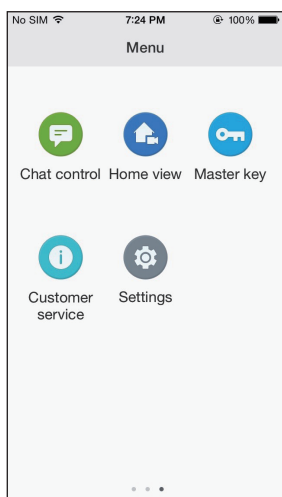 No SIM 7:24 PM 100%
Menu
Chat control Home view Master key
Customer service Settings